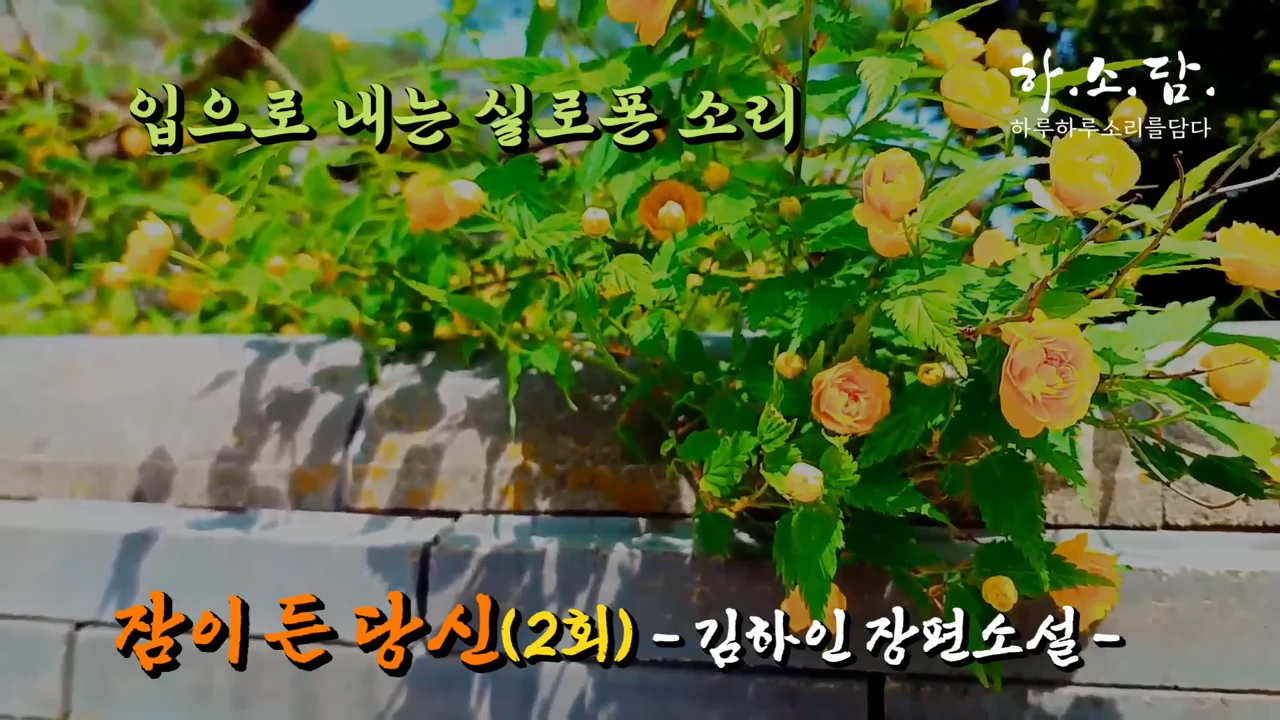 하.소.담.
하루하루소리를담다
입으로 내는 실로폰 소리
잠이 든 당신(2회) - 김하인 장편소설 -